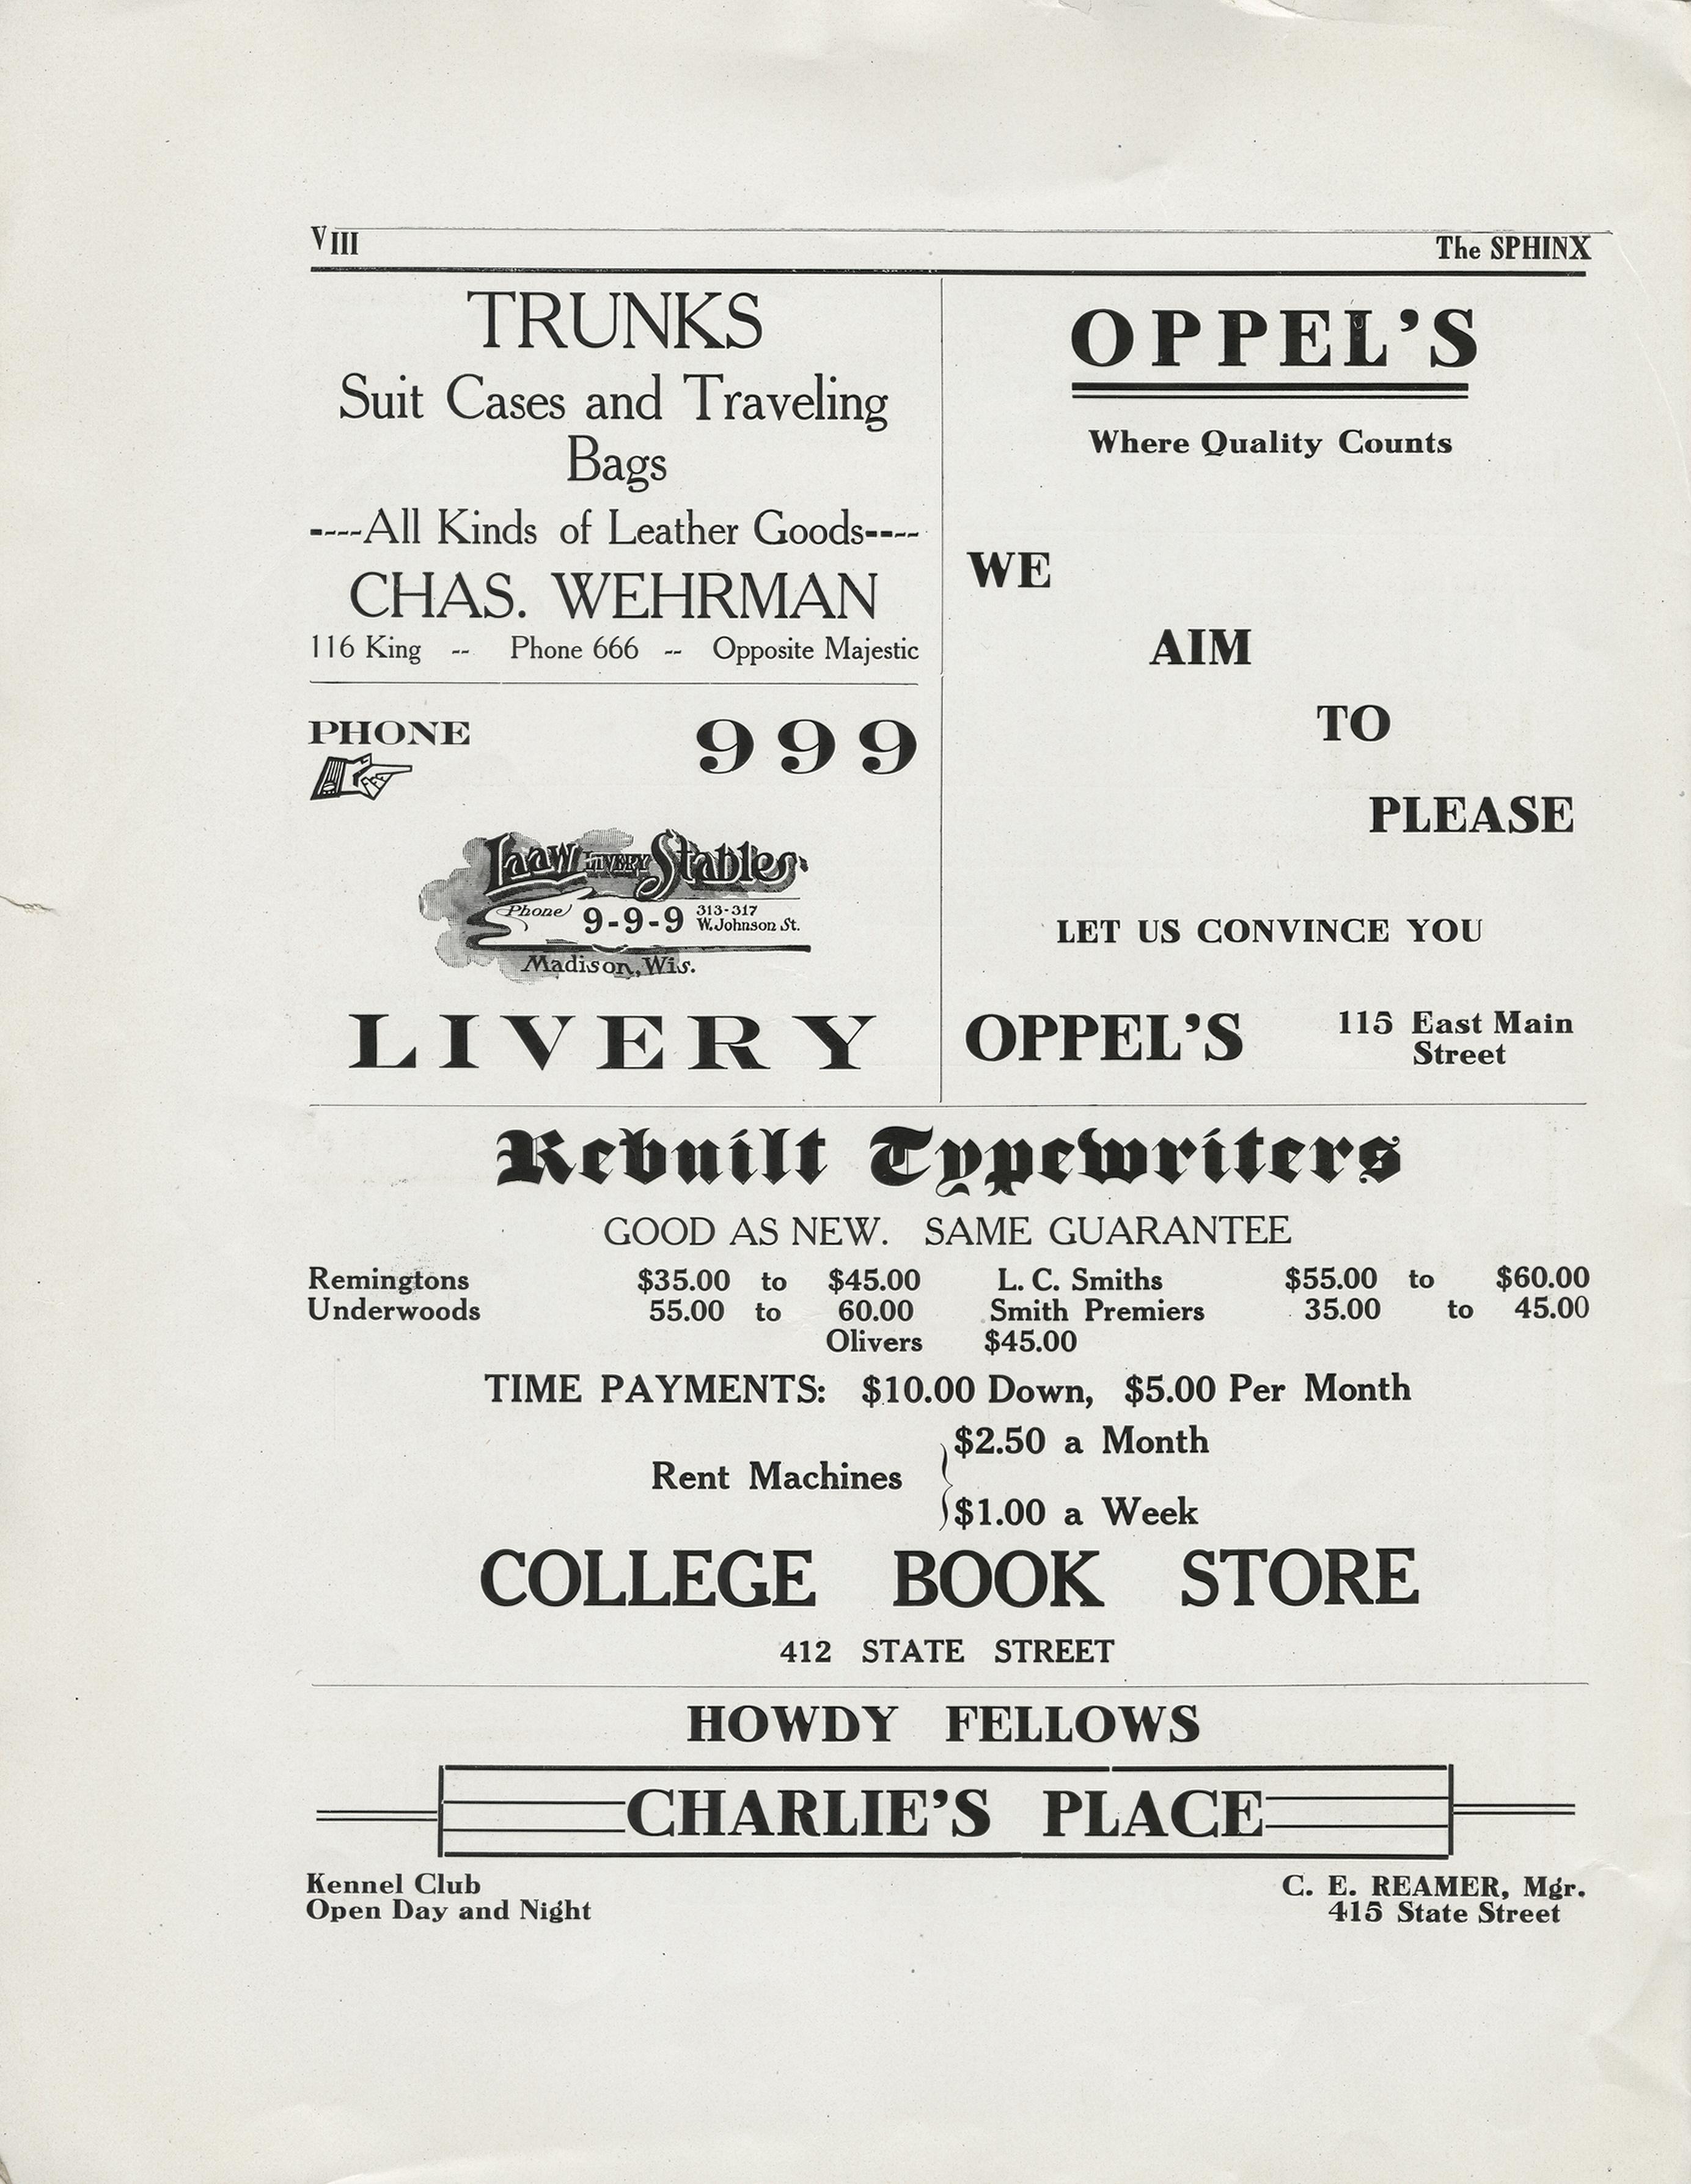 VIII The SPHINX
TRUNKS
Suit Cases and Traveling
Bags
----All Kinds of Leather Goods----
CHAS. WEHRMAN
116 King -- Phone 666 -- Opposite Majestic
PHONE 999
Laaw LIVERY Stables
Phone 9-9-9 313-317
W. Johnson St.
Madison, Wis.
LIVERY
OPPEL'S
Where Quality Counts
WE
AIM
TO
PLEASE
LET US CONVINCE YOU
OPPEL'S 115 East Main
Street
Rebuilt Typewriters
GOOD AS NEW. SAME GUARANTEE
Remingtons $35.00 to $45.00 L. C. Smiths $55.00 to $60.00
Underwoods 55.00 to 60.00 Smith Premiers 35.00 to 45.00
Olivers $45.00
TIME PAYMENTS: $10.00 Down, $5.00 Per Month
$2.50 a Month
Rent Machines
$1.00 a Week
COLLEGE BOOK STORE
412 STATE STREET
HOWDY FELLOWS
CHARLIE'S PLACE
Kennel Club C. E. REAMER, Mgr.
Open Day and Night 415 State Street